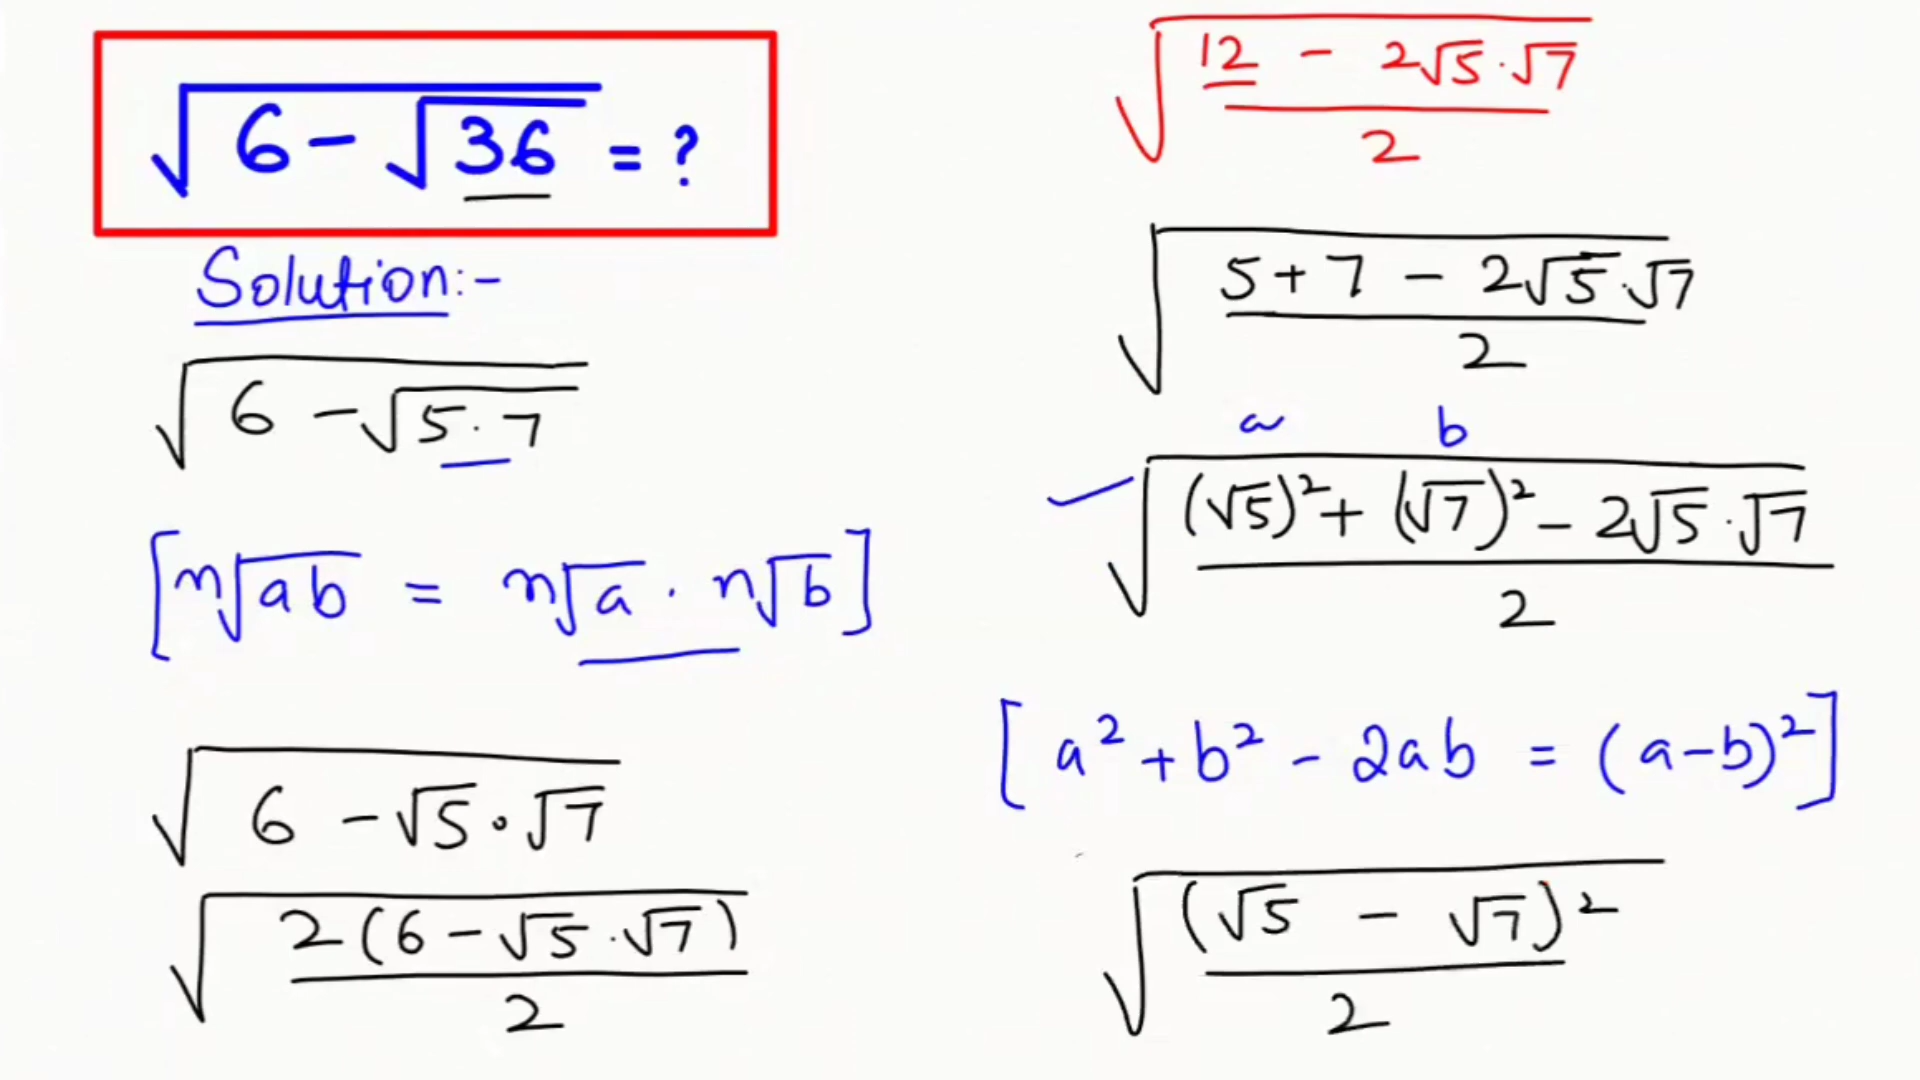 √(6 - √36) = ?
Solution:-
√(6 - √(5·7))
[ⁿ√(ab) = ⁿ√a · ⁿ√b]
√(6 - √5·√7)
√(2(6 - √5·√7)/2)
√((12 - 2√5·√7)/2)
√((5 + 7 - 2√5·√7)/2)
a b
√(((√5)² + (√7)² - 2√5·√7)/2)
[a² + b² - 2ab = (a-b)²]
√((√5 - √7)²/2)